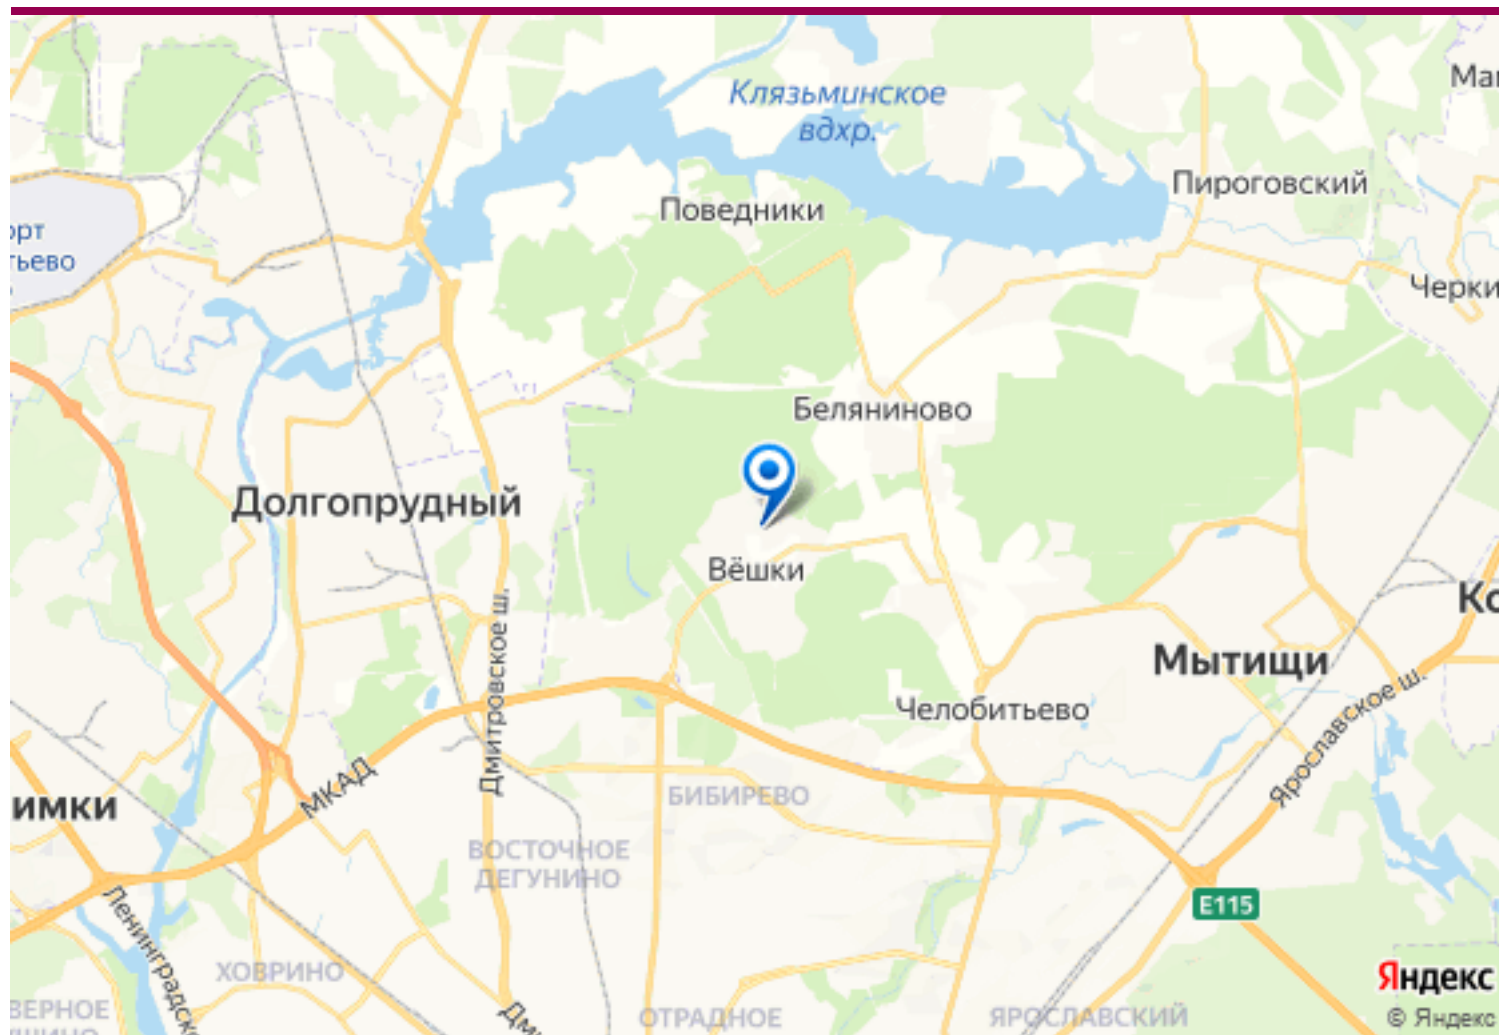 Клязьминское
вдхр.
Пироговский
Поведники
Беляниново
Долгопрудный
Вёшки
Дмитровское ш.
Мытищи
Челобитьево
Ярославское ш.
МКАД
БИБИРЕВО
ВОСТОЧНОЕ
ДЕГУНИНО
E115
ХОВРИНО
ОТРАДНОЕ
ЯРОСЛАВСКИЙ
Яндекс
© Яндекс